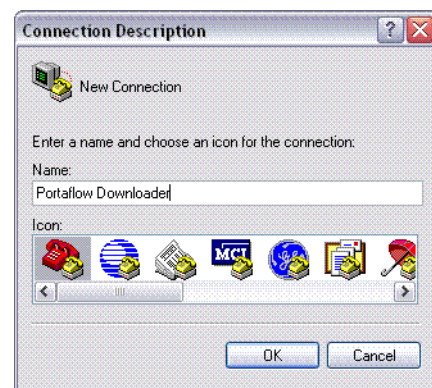 Connection Description
New Connection
Enter a name and choose an icon for the connection:
Name:
Portaflow Downloader
Icon:
MCI
OK
Cancel